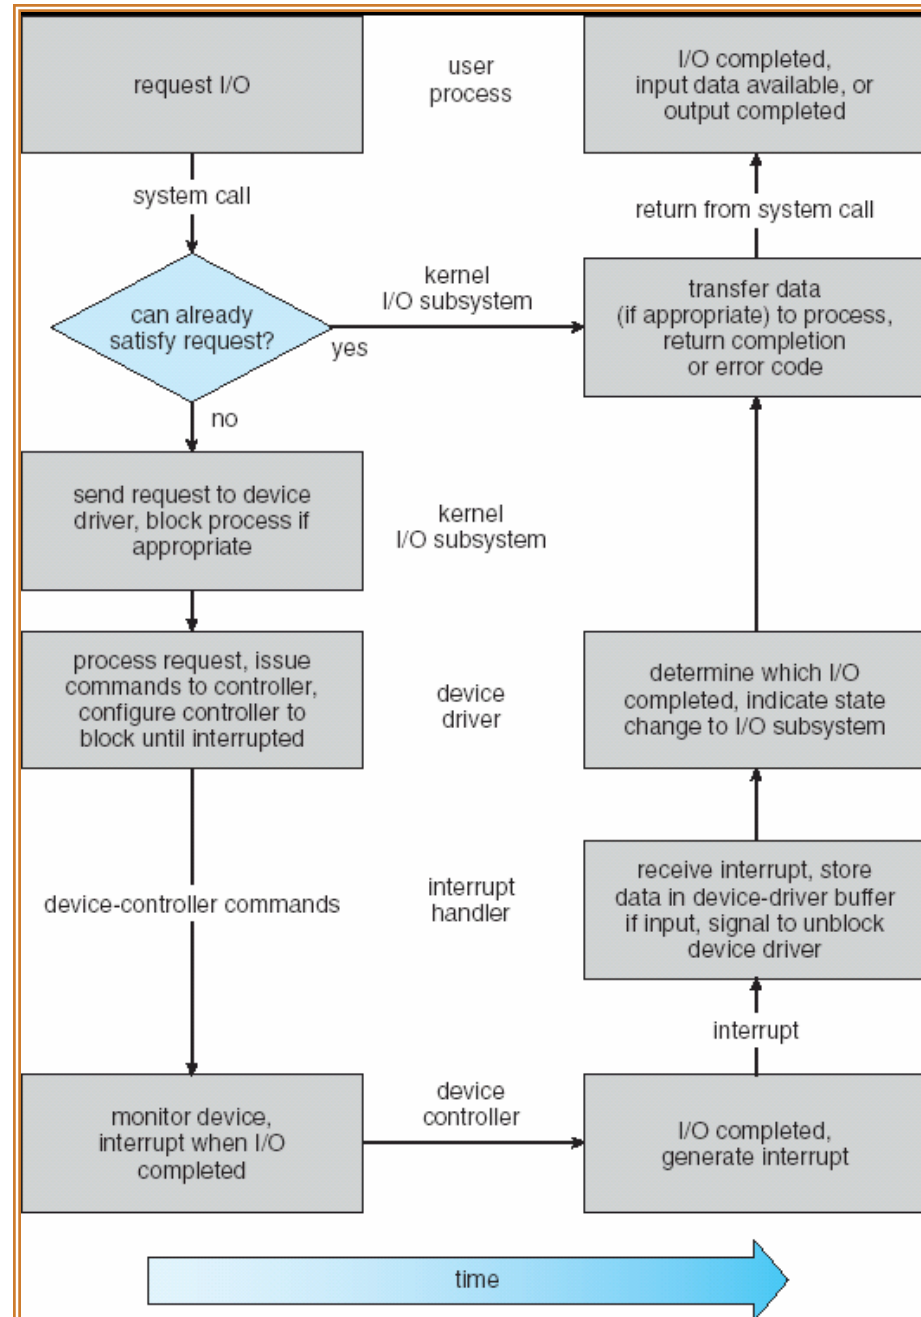 request I/O
user
process
I/O completed,
input data available, or
output completed
system call
return from system call
can already
satisfy request?
kernel
I/O subsystem
yes
transfer data
(if appropriate) to process,
return completion
or error code
no
send request to device
driver, block process if
appropriate
kernel
I/O subsystem
process request, issue
commands to controller,
configure controller to
block until interrupted
device
driver
determine which I/O
completed, indicate state
change to I/O subsystem
device-controller commands
interrupt
handler
receive interrupt, store
data in device-driver buffer
if input, signal to unblock
device driver
interrupt
monitor device,
interrupt when I/O
completed
device
controller
I/O completed,
generate interrupt
time